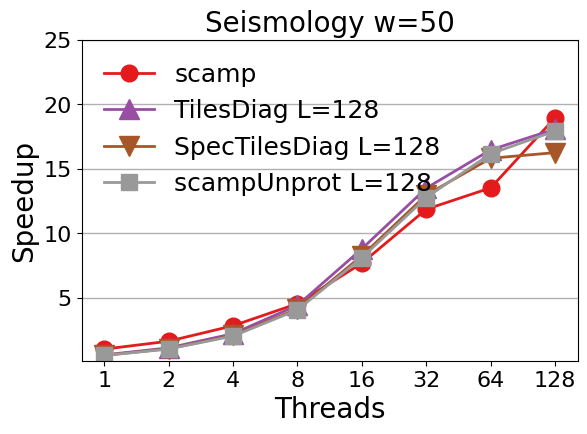 Seismology w=50
Speedup
25
20
15
10
5
scamp
TilesDiag L=128
SpecTilesDiag L=128
scampUnprot L=128
1 2 4 8 16 32 64 128
Threads